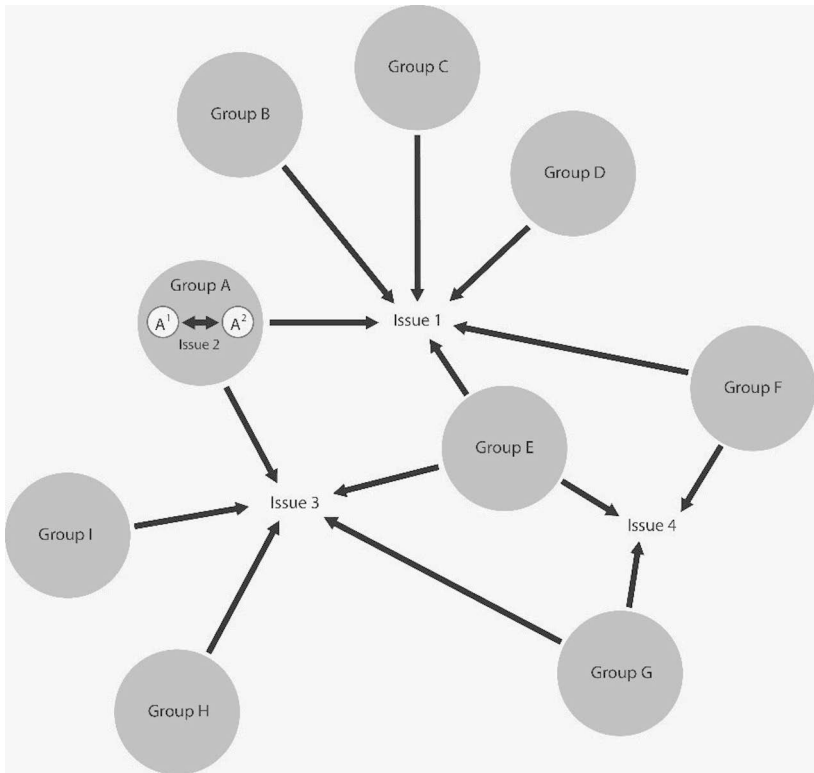 Group C
Group B
Group D
Group A
A¹ A²
Issue 2
Issue 1
Group F
Group E
Issue 3
Issue 4
Group I
Group G
Group H